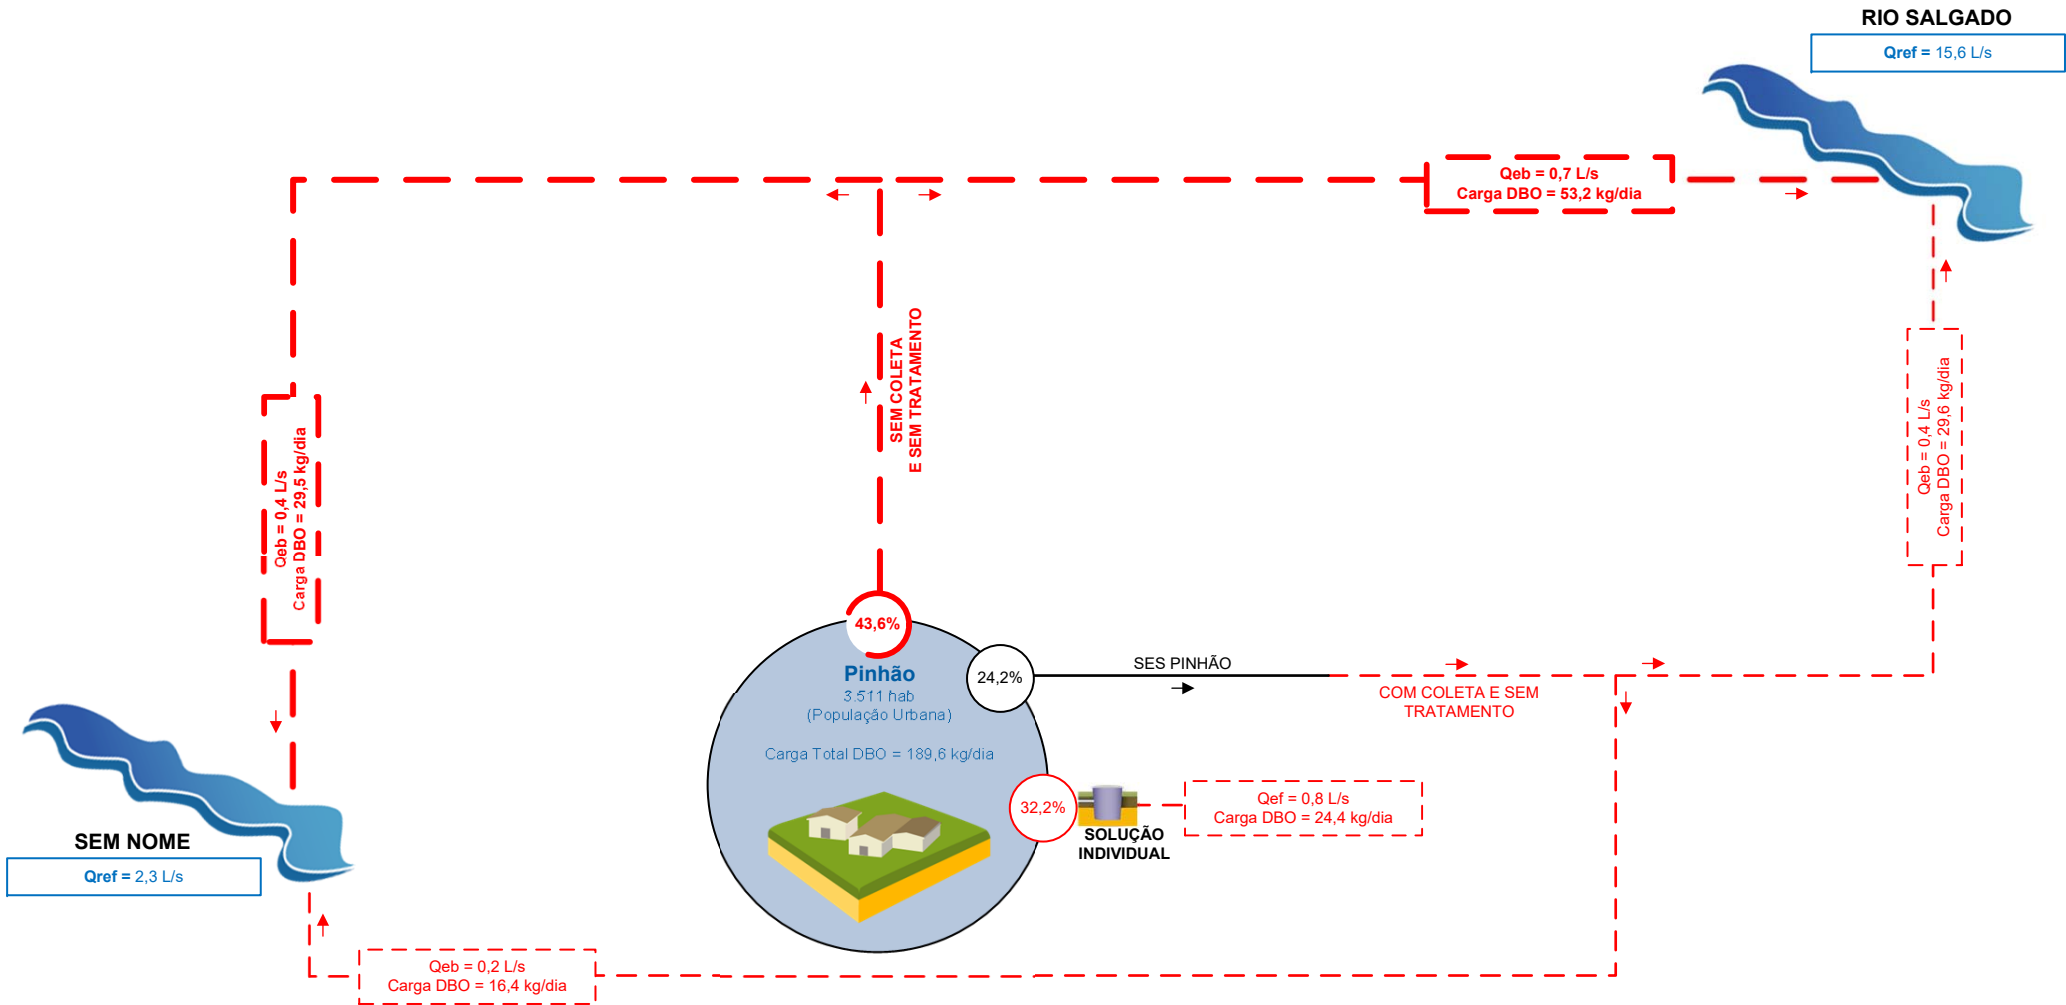 RIO SALGADO
Qref = 15,6 L/s
Qeb = 0,7 L/s
Carga DBO = 53,2 kg/dia
SEM COLETA
E SEM TRATAMENTO
Qeb = 0,4 L/s
Carga DBO = 29,5 kg/dia
Qeb = 0,4 L/s
Carga DBO = 29,6 kg/dia
43,6%
Pinhão
3.511 hab
(População Urbana)
Carga Total DBO = 189,6 kg/dia
24,2%
SES PINHÃO
COM COLETA E SEM
TRATAMENTO
32,2%
SOLUÇÃO
INDIVIDUAL
Qef = 0,8 L/s
Carga DBO = 24,4 kg/dia
SEM NOME
Qref = 2,3 L/s
Qeb = 0,2 L/s
Carga DBO = 16,4 kg/dia